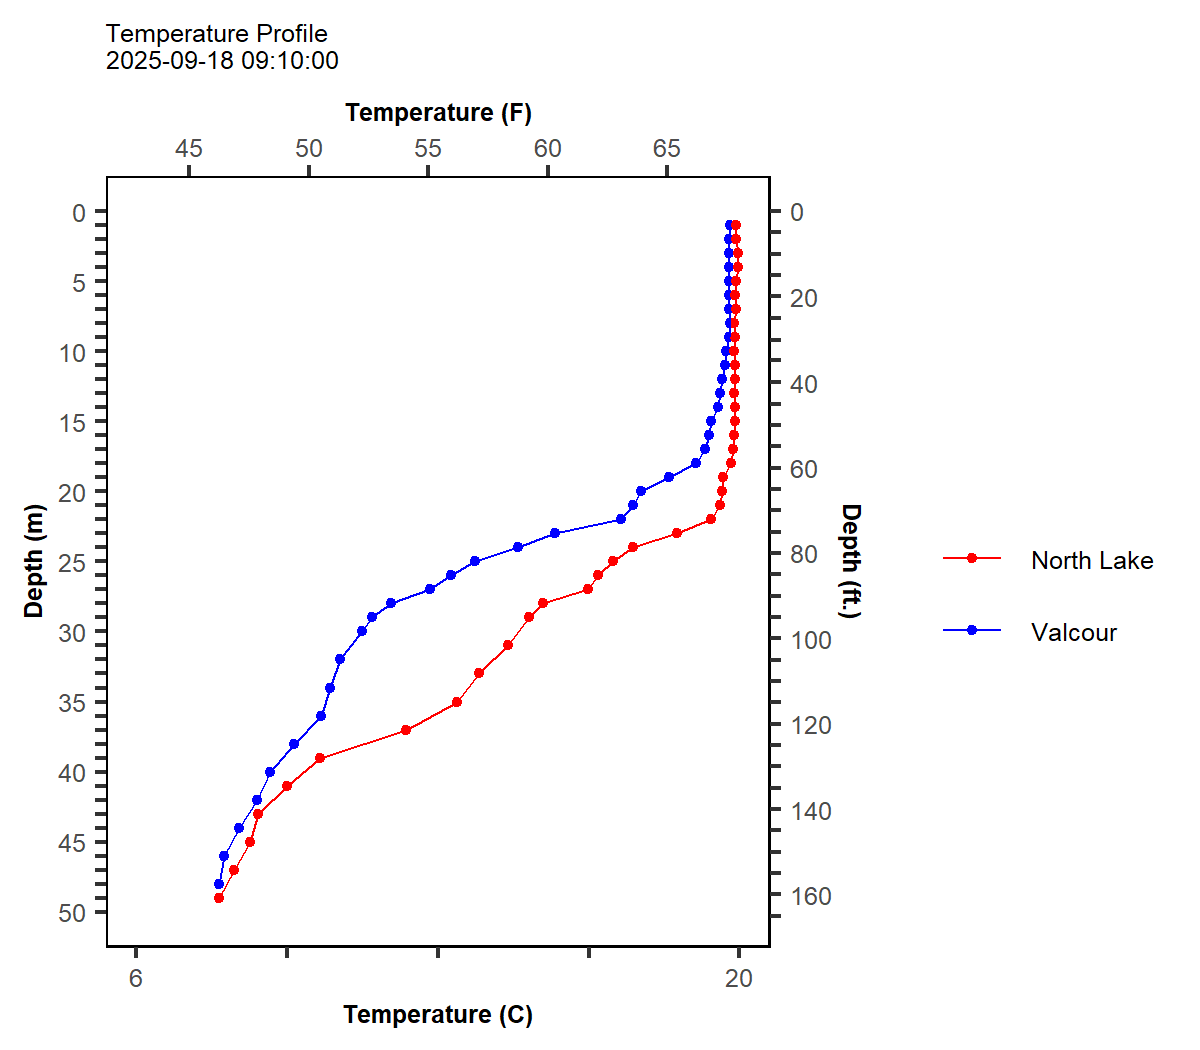 Temperature Profile
2025-09-18 09:10:00
Temperature (F)
45 50 55 60 65
0 0
5
20
10
40
15
60
20
80
25
30
100
35
120
40
140
45
160
50
Depth (m)
Depth (ft.)
North Lake
Valcour
6 20
Temperature (C)